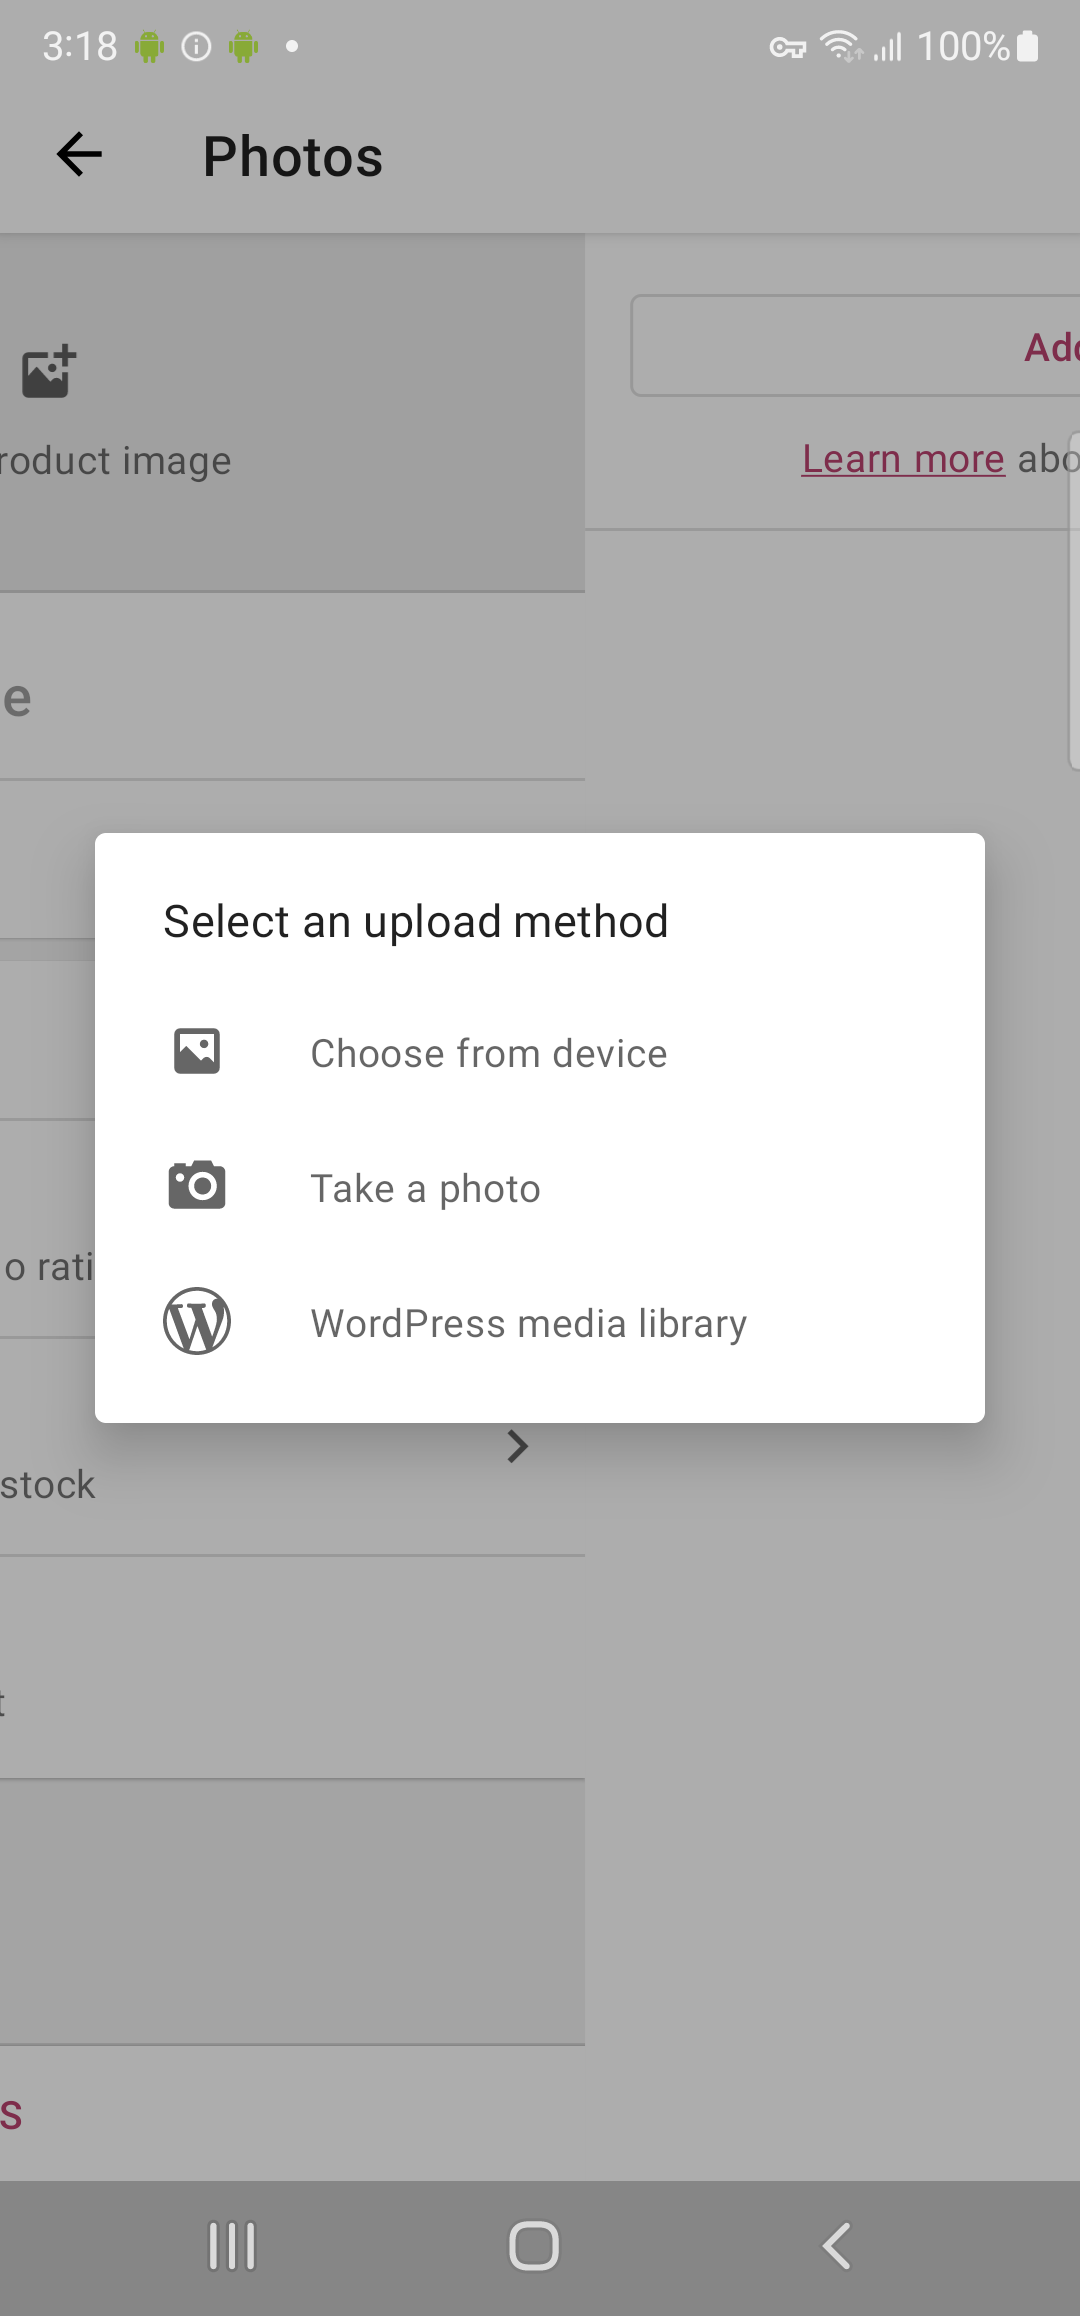 3:18 100%
Photos
Add
roduct image
Learn more abo
e
Select an upload method
Choose from device
Take a photo
o rati
WordPress media library
stock
t
s